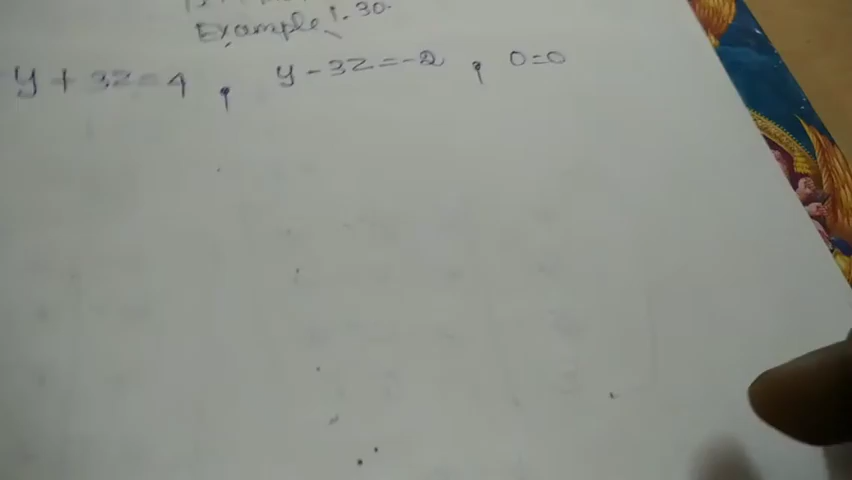 Example 1.30.
y + 3z = 4 , y - 3z = -2 , 0=0